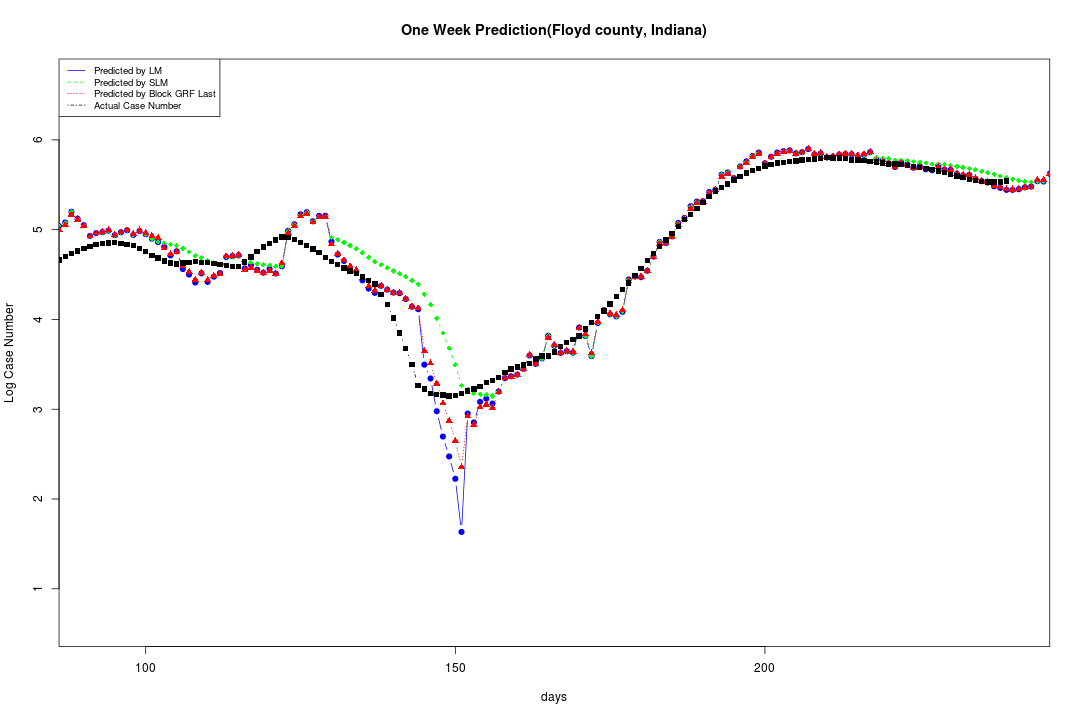 One Week Prediction(Floyd county, Indiana)
Predicted by LM
Predicted by SLM
Predicted by Block GRF Last
Actual Case Number
Log Case Number
6
5
4
3
2
1
100 150 200
days